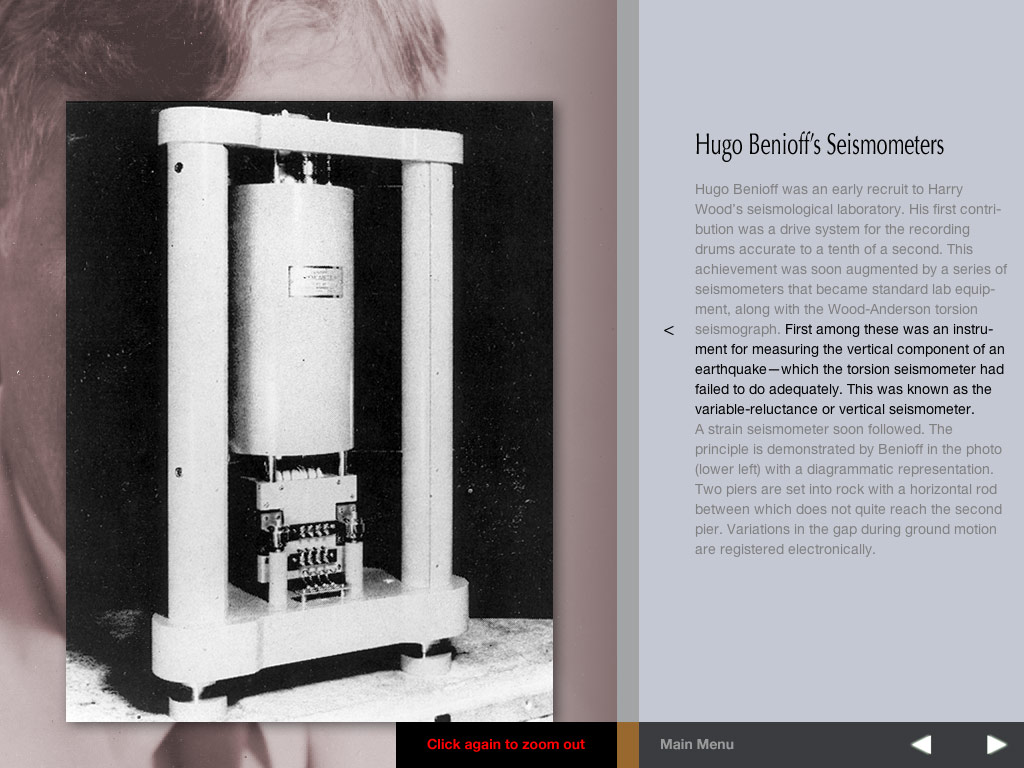 Hugo Benioff’s Seismometers
Hugo Benioff was an early recruit to Harry
Wood’s seismological laboratory. His first contri-
bution was a drive system for the recording
drums accurate to a tenth of a second. This
achievement was soon augmented by a series of
seismometers that became standard lab equip-
ment, along with the Wood-Anderson torsion
< seismograph. First among these was an instru-
ment for measuring the vertical component of an
earthquake—which the torsion seismometer had
failed to do adequately. This was known as the
variable-reluctance or vertical seismometer.
A strain seismometer soon followed. The
principle is demonstrated by Benioff in the photo
(lower left) with a diagrammatic representation.
Two piers are set into rock with a horizontal rod
between which does not quite reach the second
pier. Variations in the gap during ground motion
are registered electronically.
Click again to zoom out
Main Menu